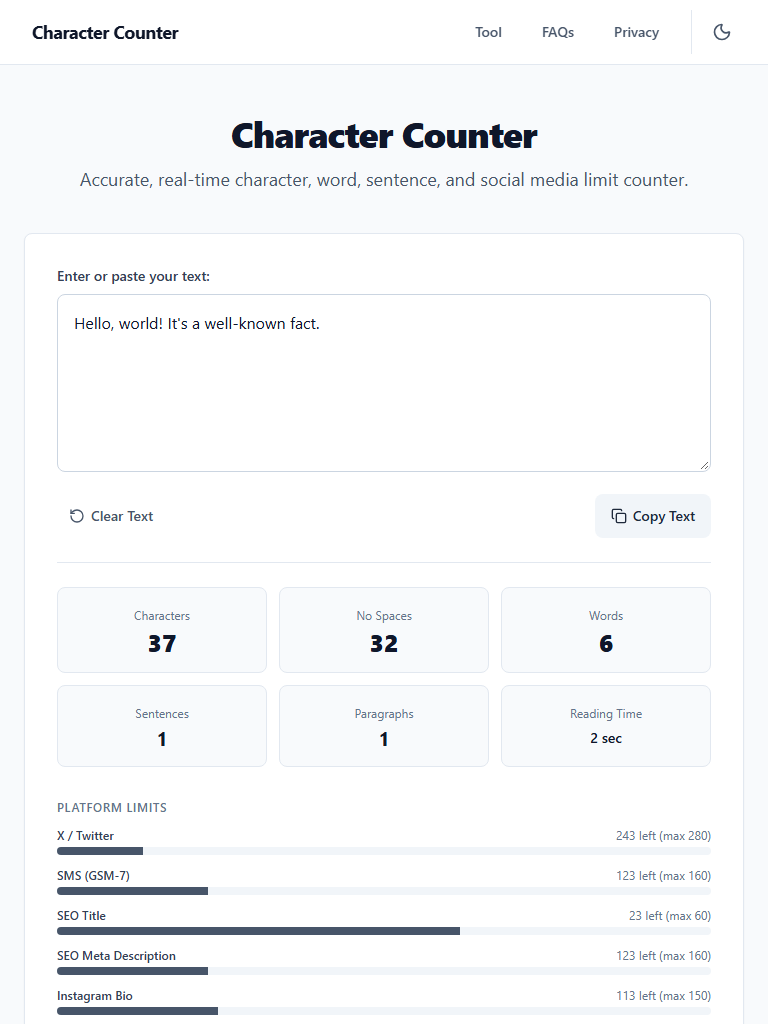 Character Counter
Tool
FAQs
Privacy
Character Counter
Accurate, real-time character, word, sentence, and social media limit counter.
Enter or paste your text:
Hello, world! It's a well-known fact.
Clear Text
Copy Text
Characters
37
No Spaces
32
Words
6
Sentences
1
Paragraphs
1
Reading Time
2 sec
PLATFORM LIMITS
X / Twitter
243 left (max 280)
SMS (GSM-7)
123 left (max 160)
SEO Title
23 left (max 60)
SEO Meta Description
123 left (max 160)
Instagram Bio
113 left (max 150)